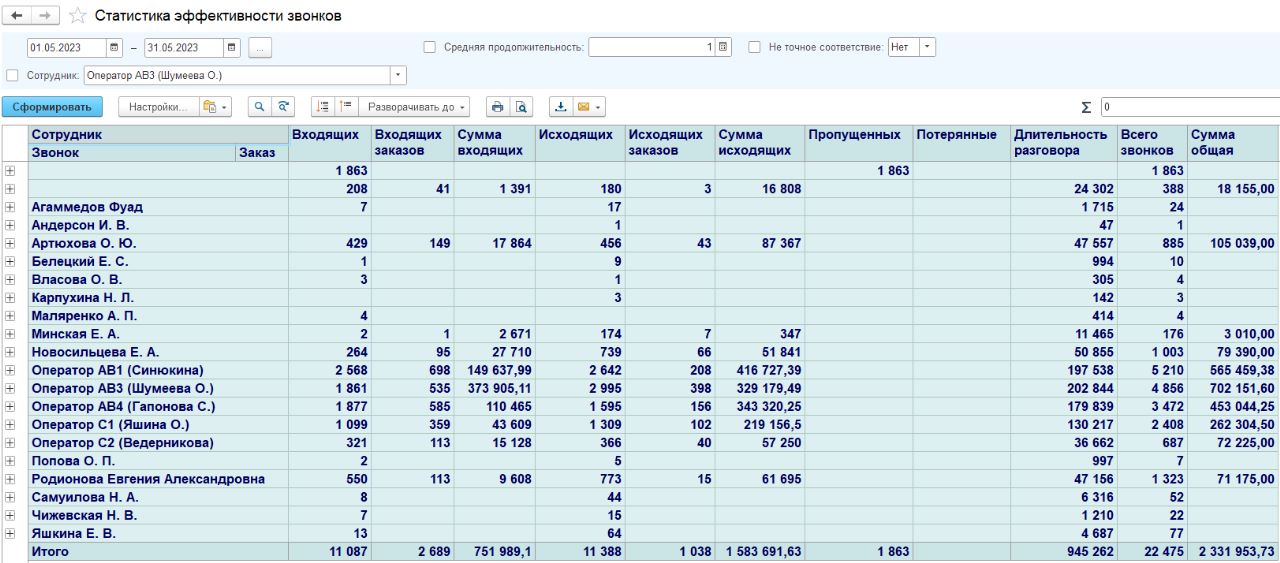 Статистика эффективности звонков
01.05.2023 – 31.05.2023 ... Средняя продолжительность: 1 Не точное соответствие: Нет
Сотрудник: Оператор АВ3 (Шумеева О.)
Сформировать Настройки... Разворачивать до Σ 0
Сотрудник Входящих Входящих заказов Сумма входящих Исходящих Исходящих заказов Сумма исходящих Пропущенных Потерянные Длительность разговора Всего звонков Сумма общая
Звонок Заказ
1 863 1 863 1 863
208 41 1 391 180 3 16 808 24 302 388 18 155,00
Агаммедов Фуад 7 17 1 715 24
Андерсон И. В. 1 47 1
Артюхова О. Ю. 429 149 17 864 456 43 87 367 47 557 885 105 039,00
Белецкий Е. С. 1 9 994 10
Власова О. В. 3 1 305 4
Карпухина Н. Л. 3 142 3
Маляренко А. П. 4 414 4
Минская Е. А. 2 1 2 671 174 7 347 11 465 176 3 010,00
Новосильцева Е. А. 264 95 27 710 739 66 51 841 50 855 1 003 79 390,00
Оператор АВ1 (Синюкина) 2 568 698 149 637,99 2 642 208 416 727,39 197 538 5 210 565 459,38
Оператор АВ3 (Шумеева О.) 1 861 535 373 905,11 2 995 398 329 179,49 202 844 4 856 702 151,60
Оператор АВ4 (Гапонова С.) 1 877 585 110 465 1 595 156 343 320,25 179 839 3 472 453 044,25
Оператор С1 (Яшина О.) 1 099 359 43 609 1 309 102 219 156,5 130 217 2 408 262 304,50
Оператор С2 (Ведерникова) 321 113 15 128 366 40 57 250 36 662 687 72 225,00
Попова О. П. 2 5 997 7
Родионова Евгения Александровна 550 113 9 608 773 15 61 695 47 156 1 323 71 175,00
Самуилова Н. А. 8 44 6 316 52
Чижевская Н. В. 7 15 1 210 22
Яшкина Е. В. 13 64 4 687 77
Итого 11 087 2 689 751 989,1 11 388 1 038 1 583 691,63 1 863 945 262 22 475 2 331 953,73